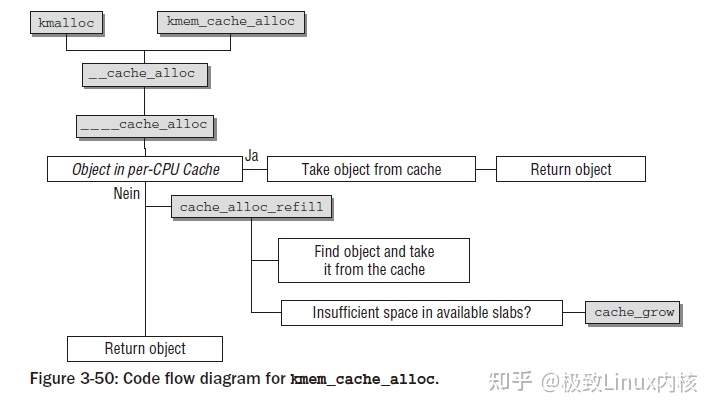 kmalloc
kmem_cache_alloc
__cache_alloc
____cache_alloc
Object in per-CPU Cache
Ja
Take object from cache
Return object
Nein
cache_alloc_refill
Find object and take
it from the cache
Insufficient space in available slabs?
cache_grow
Return object
Figure 3-50: Code flow diagram for kmem_cache_alloc.
知乎 @极致Linux内核